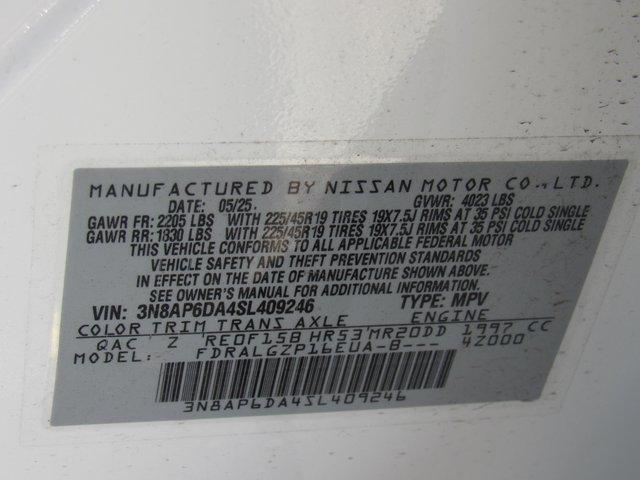 MANUFACTURED BY NISSAN MOTOR CO., LTD.
DATE: 05/25. GVWR: 4023 LBS
GAWR FR: 2205 LBS WITH 225/45R19 TIRES 19X7.5J RIMS AT 35 PSI COLD SINGLE
GAWR RR: 1830 LBS WITH 225/45R19 TIRES 19X7.5J RIMS AT 35 PSI COLD SINGLE
THIS VEHICLE CONFORMS TO ALL APPLICABLE FEDERAL MOTOR
VEHICLE SAFETY AND THEFT PREVENTION STANDARDS
IN EFFECT ON THE DATE OF MANUFACTURE SHOWN ABOVE.
SEE OWNER'S MANUAL FOR ADDITIONAL INFORMATION.
VIN: 3N8AP6DA4SL409246 TYPE: MPV
COLOR TRIM TRANS AXLE ENGINE
QAC Z RE0F15B HR53 MR20DD 1997 CC
MODEL: FDRALGZP16EUA-B--- 4Z000
3N8AP6DA4SL409246